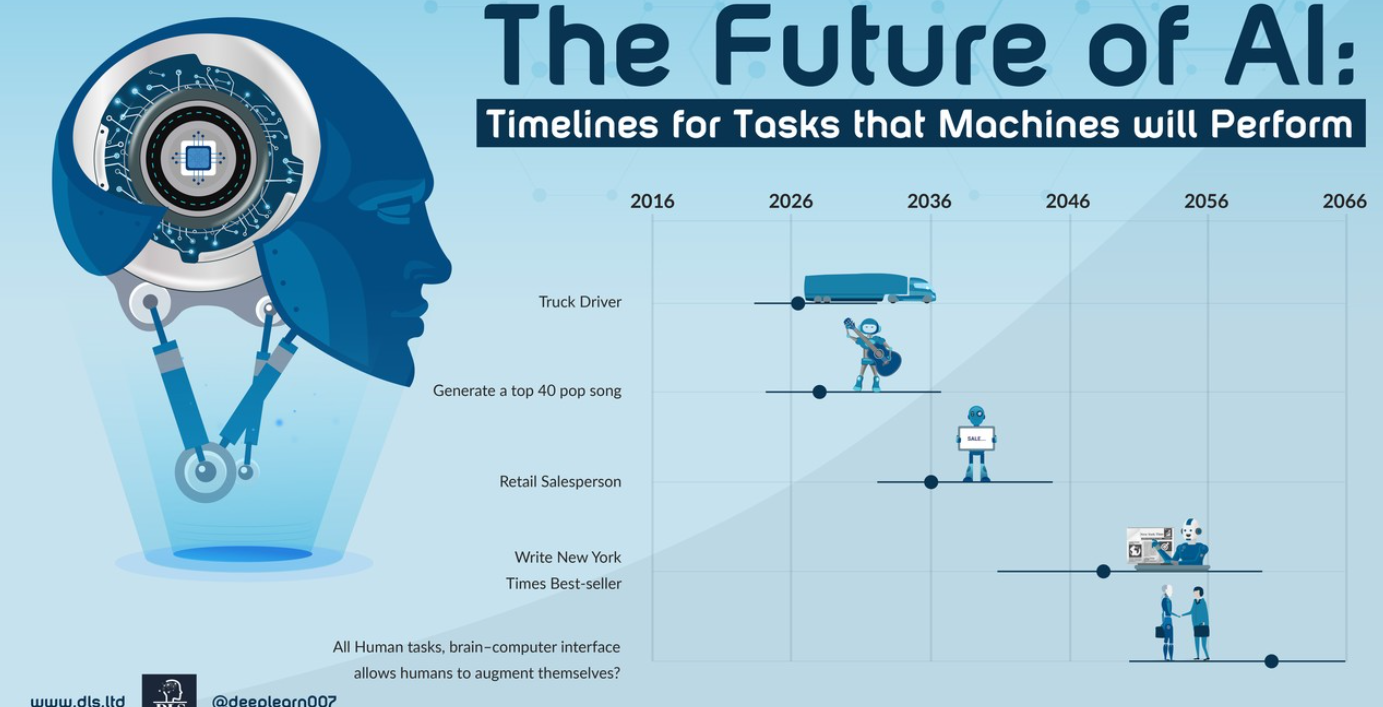 The Future of AI:
Timelines for Tasks that Machines will Perform
2016 2026 2036 2046 2056 2066
Truck Driver
Generate a top 40 pop song
SALE...
Retail Salesperson
Write New York
Times Best-seller
All Human tasks, brain–computer interface
allows humans to augment themselves?
www.dls.ltd
DLS
@deeplearn007